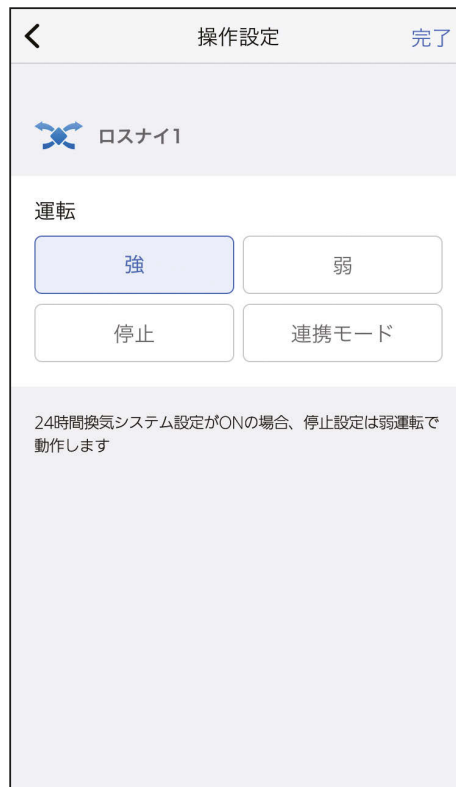 操作設定 完了
ロスナイ1
運転
強 弱
停止 連携モード
24時間換気システム設定がONの場合、停止設定は弱運転で
動作します